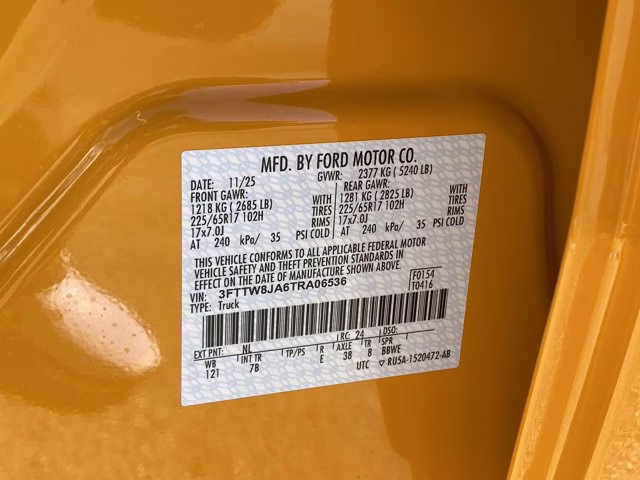 MFD. BY FORD MOTOR CO.
DATE: 11/25 GVWR: 2377 KG ( 5240 LB)
FRONT GAWR: REAR GAWR:
1218 KG ( 2685 LB) WITH 1281 KG ( 2825 LB) WITH
225/65R17 102H TIRES 225/65R17 102H TIRES
17x7.0J RIMS 17x7.0J RIMS
AT 240 kPa/ 35 PSI COLD AT 240 kPa/ 35 PSI COLD
THIS VEHICLE CONFORMS TO ALL APPLICABLE FEDERAL MOTOR
VEHICLE SAFETY AND THEFT PREVENTION STANDARDS IN
EFFECT ON THE DATE OF MANUFACTURE SHOWN ABOVE.
VIN: 3FTTW8JA6TRA06536 F0154
TYPE: Truck T0416
EXT PNT: NL RC: 24 DSO:
WB INT TR TP/PS R AXLE TR SPR
121 7B E 38 8 BBWE
UTC RU5A-1520472-AB